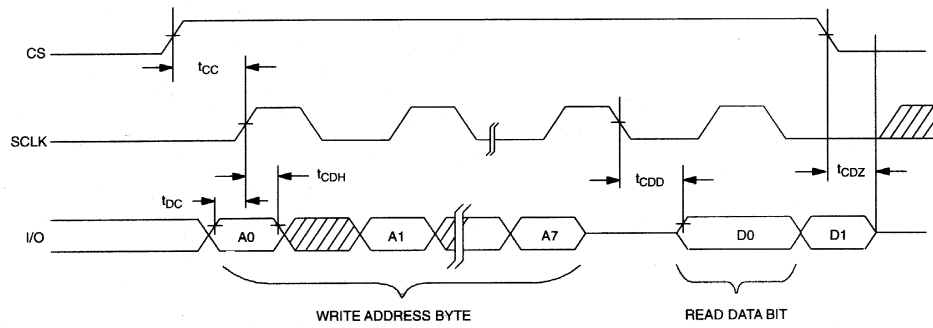 CS
tCC
SCLK
tCDH
tCDD
tCDZ
tDC
I/O
A0
A1
A7
D0
D1
WRITE ADDRESS BYTE
READ DATA BIT